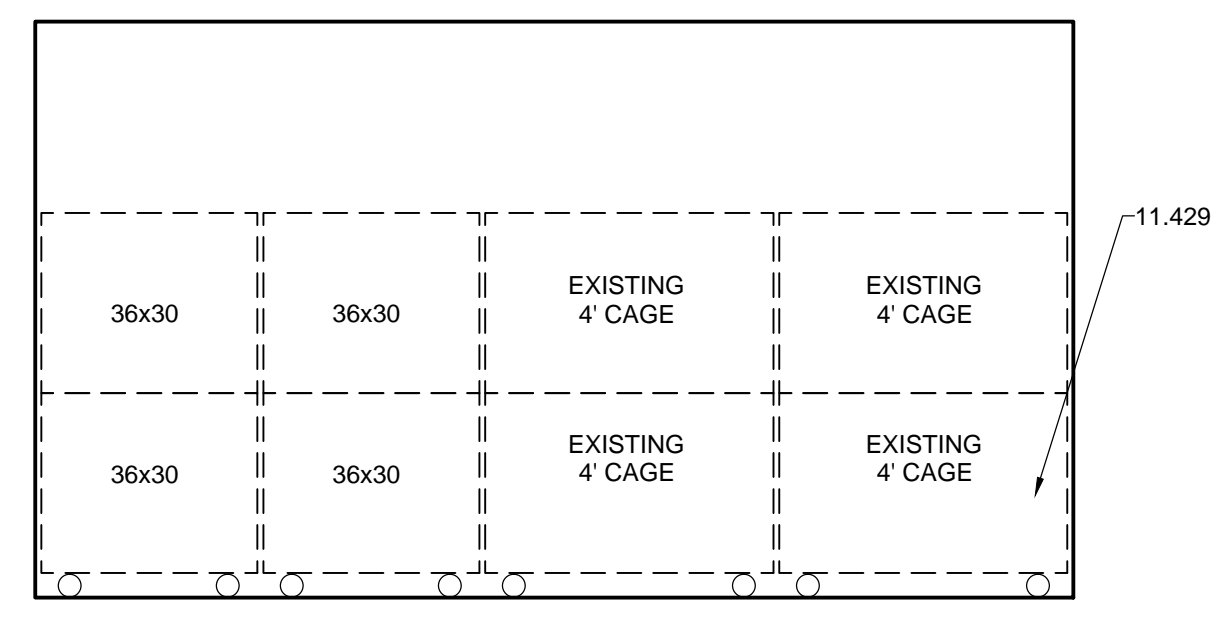 36x30
36x30
EXISTING
4' CAGE
EXISTING
4' CAGE
11.429
36x30
36x30
EXISTING
4' CAGE
EXISTING
4' CAGE